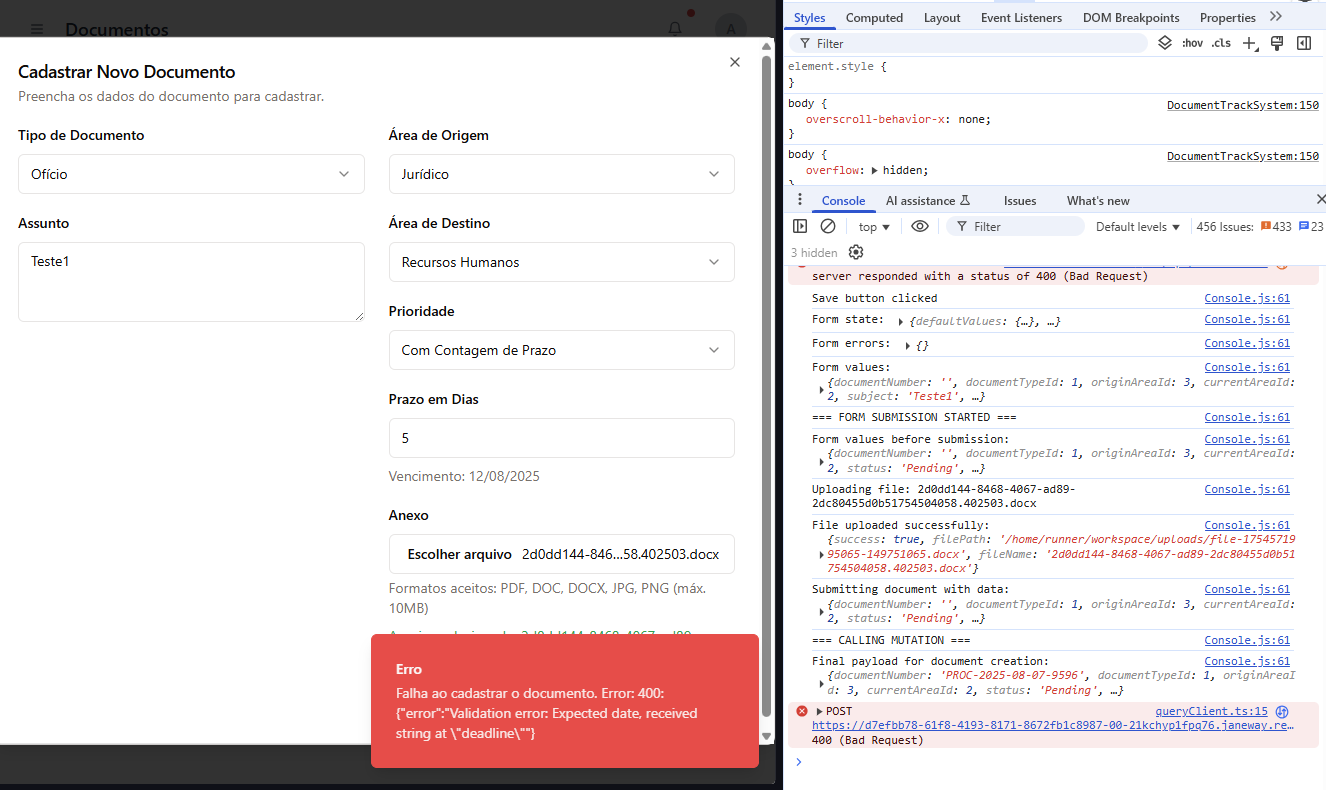 Documentos
A
Cadastrar Novo Documento
Preencha os dados do documento para cadastrar.
Tipo de Documento
Ofício
Assunto
Teste1
Área de Origem
Jurídico
Área de Destino
Recursos Humanos
Prioridade
Com Contagem de Prazo
Prazo em Dias
5
Vencimento: 12/08/2025
Anexo
Escolher arquivo 2d0dd144-846…58.402503.docx
Formatos aceitos: PDF, DOC, DOCX, JPG, PNG (máx.
10MB)
Erro
Falha ao cadastrar o documento. Error: 400:
{"error":"Validation error: Expected date, received
string at \"deadline\""}
Styles Computed Layout Event Listeners DOM Breakpoints Properties
Filter :hov .cls
element.style {
}
body { DocumentTrackSystem:150
overscroll-behavior-x: none;
}
body { DocumentTrackSystem:150
overflow: hidden;
}
Console AI assistance Issues What's new
top Filter Default levels 456 Issues: 433 23
3 hidden
server responded with a status of 400 (Bad Request)
Save button clicked Console.js:61
Form state: {defaultValues: {…}, …} Console.js:61
Form errors: {} Console.js:61
Form values: Console.js:61
{documentNumber: '', documentTypeId: 1, originAreaId: 3, currentAreaId:
2, subject: 'Teste1', …}
=== FORM SUBMISSION STARTED === Console.js:61
Form values before submission: Console.js:61
{documentNumber: '', documentTypeId: 1, originAreaId: 3, currentAreaId:
2, status: 'Pending', …}
Uploading file: 2d0dd144-8468-4067-ad89- Console.js:61
2dc80455d0b51754504058.402503.docx
File uploaded successfully: Console.js:61
{success: true, filePath: '/home/runner/workspace/uploads/file-17545719
95065-149751065.docx', fileName: '2d0dd144-8468-4067-ad89-2dc80455d0b51
754504058.402503.docx'}
Submitting document with data: Console.js:61
{documentNumber: '', documentTypeId: 1, originAreaId: 3, currentAreaId:
2, status: 'Pending', …}
=== CALLING MUTATION === Console.js:61
Final payload for document creation: Console.js:61
{documentNumber: 'PROC-2025-08-07-9596', documentTypeId: 1, originAreaI
d: 3, currentAreaId: 2, status: 'Pending', …}
POST queryClient.ts:15
https://d7efbb78-61f8-4193-8171-8672fb1c8987-00-21kchyp1fpq76.janeway.re…
400 (Bad Request)